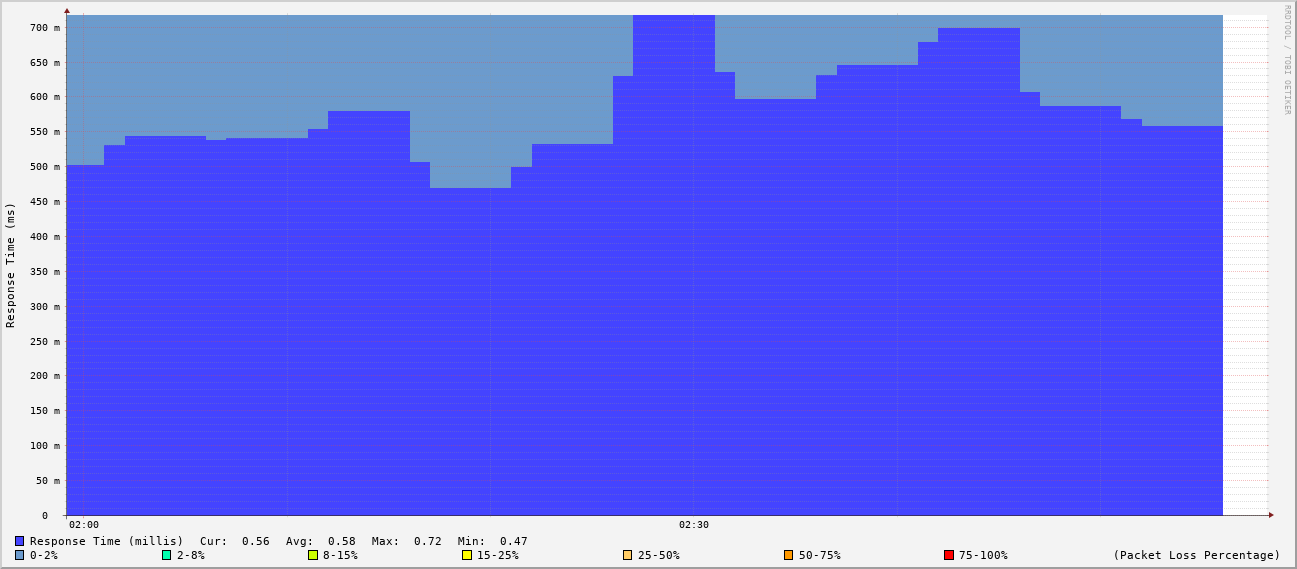 RRDTOOL / TOBI OETIKER
Response Time (ms)
700 m
650 m
600 m
550 m
500 m
450 m
400 m
350 m
300 m
250 m
200 m
150 m
100 m
50 m
0
02:00 02:30
Response Time (millis) Cur: 0.56 Avg: 0.58 Max: 0.72 Min: 0.47
0-2% 2-8% 8-15% 15-25% 25-50% 50-75% 75-100% (Packet Loss Percentage)